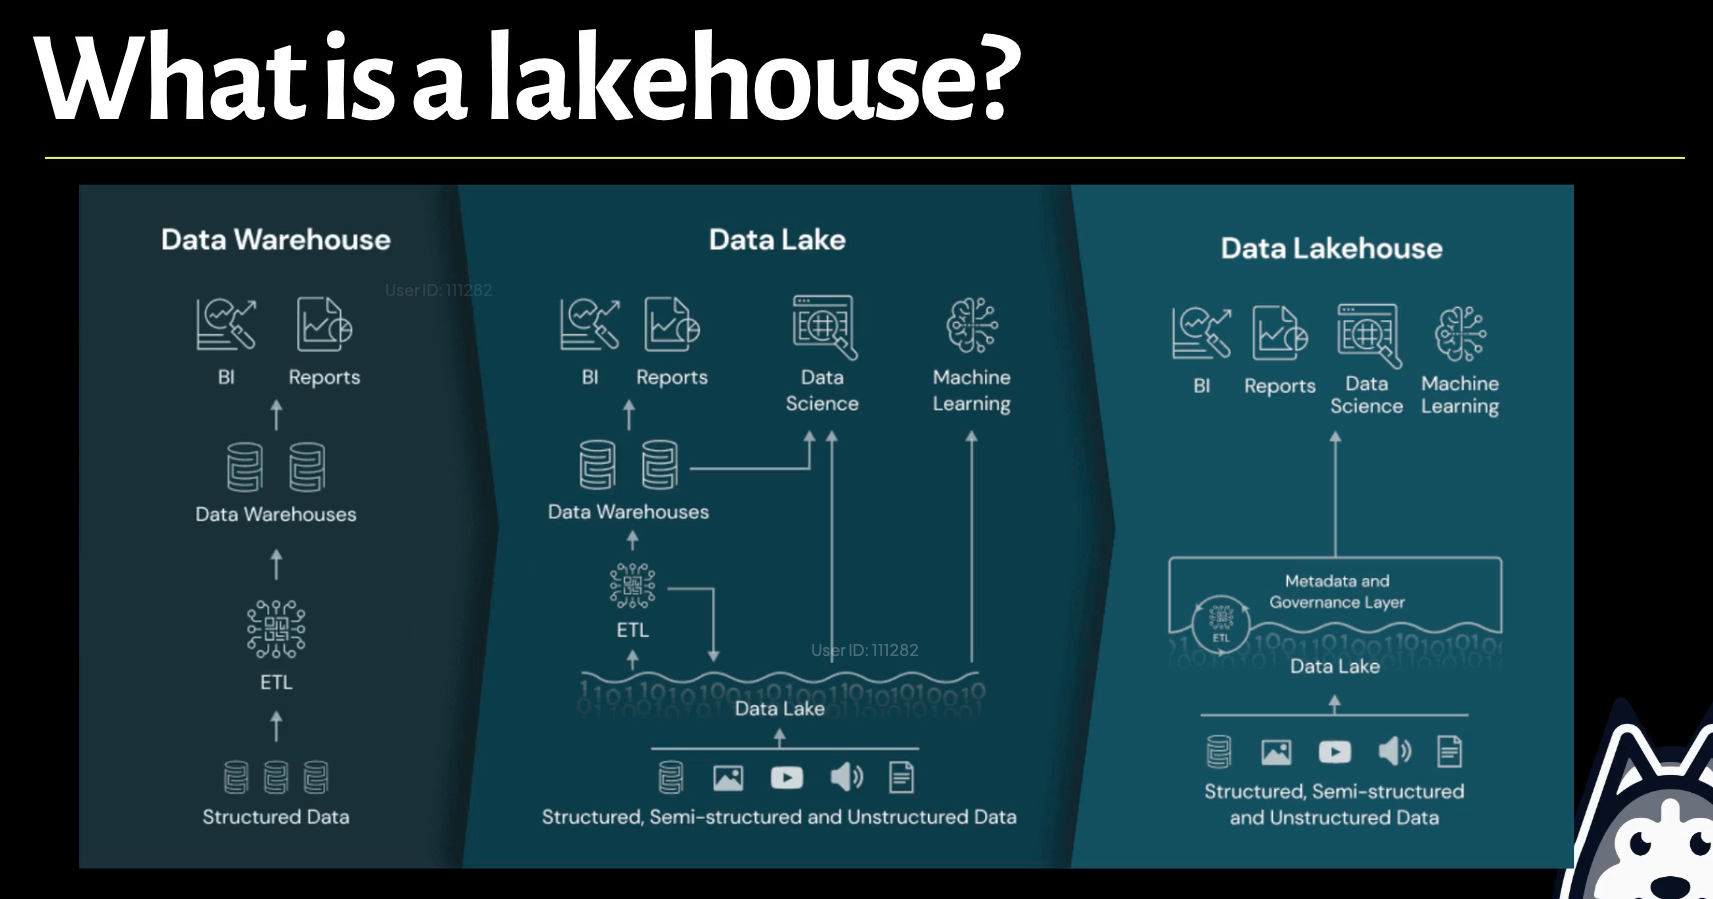 What is a lakehouse?
Data Warehouse
User ID: 111282
BI
Reports
Data Warehouses
ETL
Structured Data
Data Lake
BI
Reports
Data
Science
Machine
Learning
Data Warehouses
ETL
User ID: 111282
11011010100110100110101010010
Data Lake
Structured, Semi-structured and Unstructured Data
Data Lakehouse
BI
Reports
Data
Science
Machine
Learning
Metadata and
Governance Layer
ETL
Data Lake
Structured, Semi-structured
and Unstructured Data